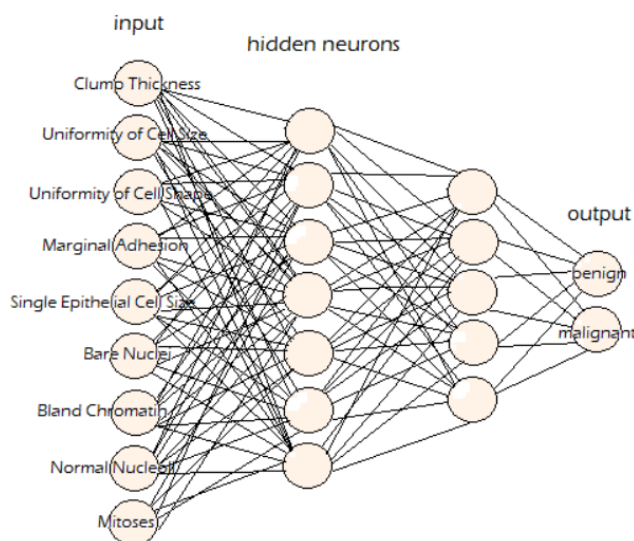 input
hidden neurons
output
Clump Thickness
Uniformity of Cell Size
Uniformity of Cell Shape
Marginal Adhesion
Single Epithelial Cell Size
Bare Nuclei
Bland Chromatin
Normal Nucleoli
Mitoses
benign
malignant